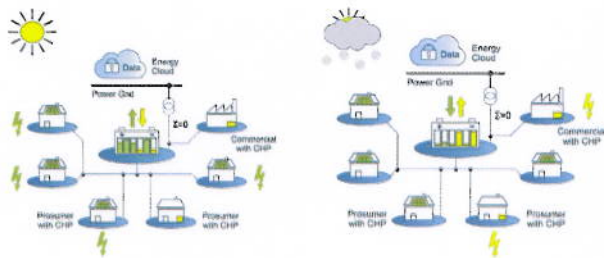 Data
Energy
Cloud
Power Grid
Σ=0
Commercial
with CHP
Prosumer
with CHP
Prosumer
with CHP
Data
Energy
Cloud
Power Grid
Σ=0
Commercial
with CHP
Prosumer
with CHP
Prosumer
with CHP